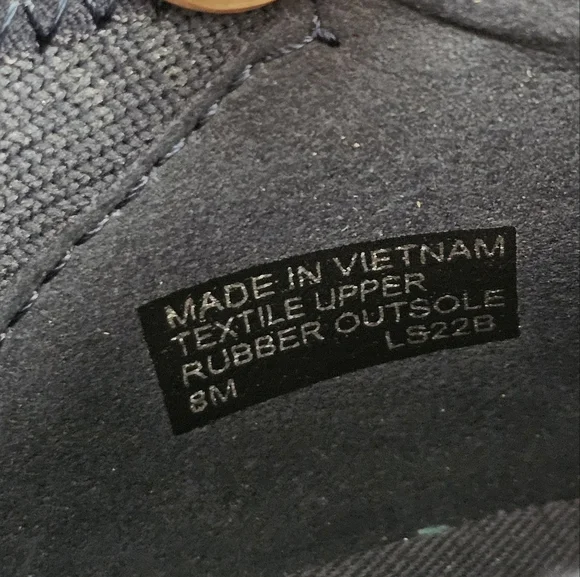 MADE IN VIETNAM
TEXTILE UPPER
RUBBER OUTSOLE
LS22B
8M